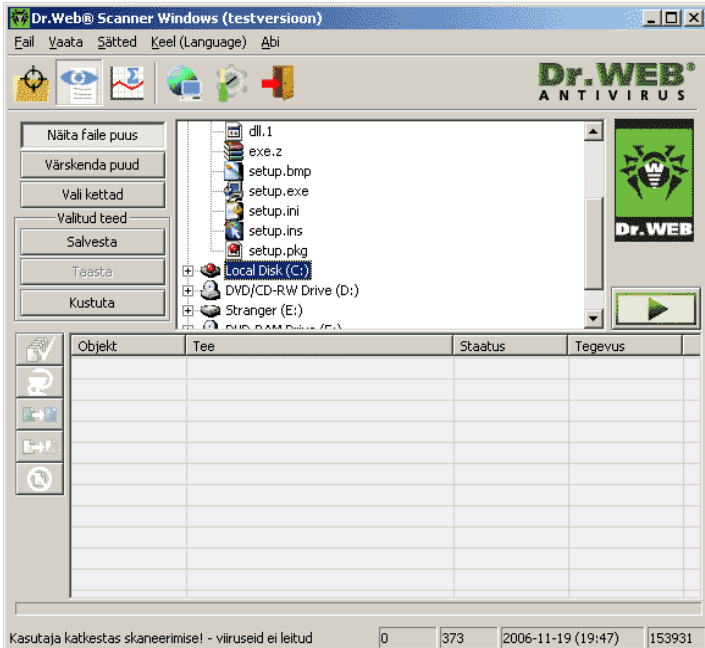 Dr.Web® Scanner Windows (testversioon)
Fail Vaata Sätted Keel (Language) Abi
Dr.WEB®
ANTIVIRUS
Näita faile puus
Värskenda puud
Vali kettad
Valitud teed
Salvesta
Taasta
Kustuta
dll.1
exe.z
setup.bmp
setup.exe
setup.ini
setup.ins
setup.pkg
Local Disk (C:)
DVD/CD-RW Drive (D:)
Stranger (E:)
Dr.WEB
Objekt Tee Staatus Tegevus
Kasutaja katkestas skaneerimise! - viiruseid ei leitud 0 373 2006-11-19 (19:47) 153931